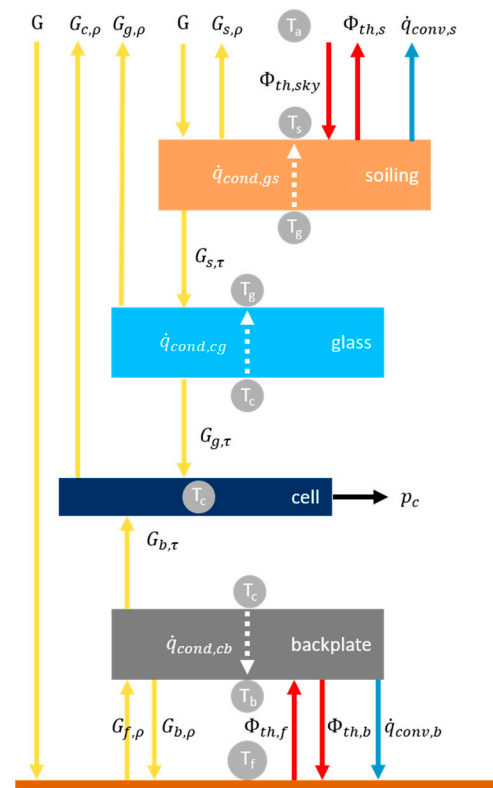 G G_{c,ρ} G_{g,ρ} G G_{s,ρ} T_a Φ_{th,s} q̇_{conv,s}
Φ_{th,sky}
T_s
q̇_{cond,gs} soiling
T_g
G_{s,τ}
T_g
q̇_{cond,cg} glass
T_c
G_{g,τ}
T_c cell p_c
G_{b,τ}
T_c
q̇_{cond,cb} backplate
T_b
G_{f,ρ} G_{b,ρ} Φ_{th,f} Φ_{th,b} q̇_{conv,b}
T_f